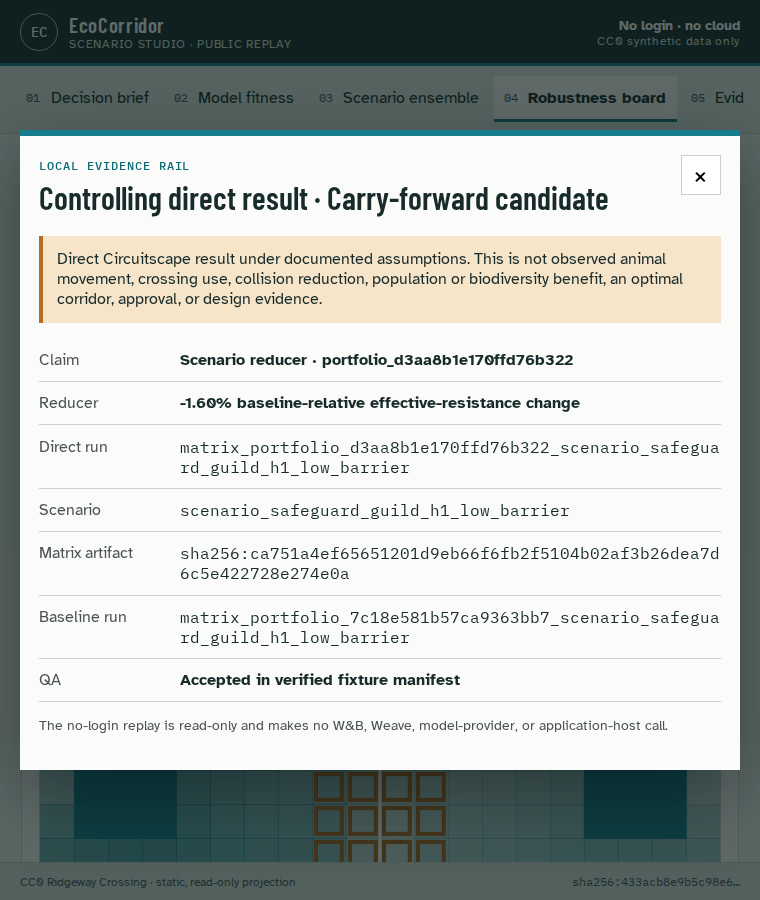 EC
EcoCorridor
SCENARIO STUDIO · PUBLIC REPLAY
No login · no cloud
CC0 synthetic data only
01 Decision brief
02 Model fitness
03 Scenario ensemble
04 Robustness board
05 Evid
LOCAL EVIDENCE RAIL
Controlling direct result · Carry-forward candidate
×
Direct Circuitscape result under documented assumptions. This is not observed animal
movement, crossing use, collision reduction, population or biodiversity benefit, an optimal
corridor, approval, or design evidence.
Claim
Scenario reducer · portfolio_d3aa8b1e170ffd76b322
Reducer
-1.60% baseline-relative effective-resistance change
Direct run
matrix_portfolio_d3aa8b1e170ffd76b322_scenario_safegua
rd_guild_h1_low_barrier
Scenario
scenario_safeguard_guild_h1_low_barrier
Matrix artifact
sha256:ca751a4ef65651201d9eb66f6fb2f5104b02af3b26dea7d
6c5e422728e274e0a
Baseline run
matrix_portfolio_7c18e581b57ca9363bb7_scenario_safegua
rd_guild_h1_low_barrier
QA
Accepted in verified fixture manifest
The no-login replay is read-only and makes no W&B, Weave, model-provider, or application-host call.
CC0 Ridgeway Crossing · static, read-only projection
sha256:433acb8e9b5c98e6…